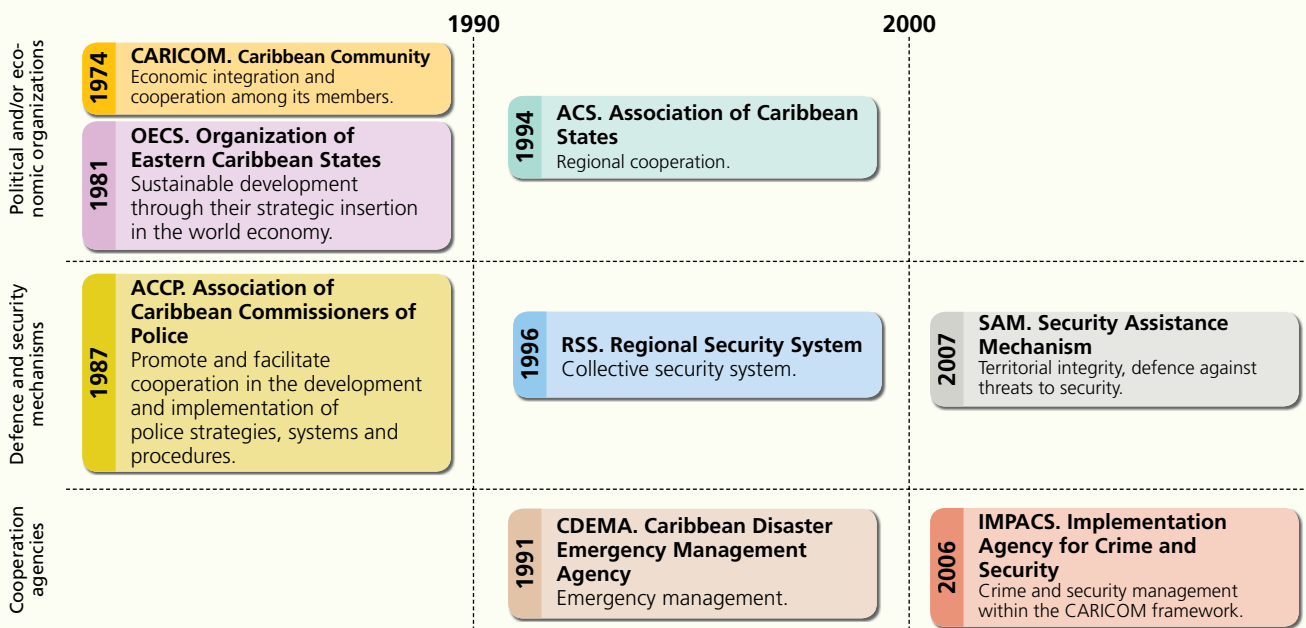 1990
2000
Political and/or eco-
nomic organizations
1974
CARICOM. Caribbean Community
Economic integration and
cooperation among its members.
1981
OECS. Organization of
Eastern Caribbean States
Sustainable development
through their strategic insertion
in the world economy.
1994
ACS. Association of Caribbean
States
Regional cooperation.
Defence and security
mechanisms
1987
ACCP. Association of
Caribbean Commissioners of
Police
Promote and facilitate
cooperation in the development
and implementation of
police strategies, systems and
procedures.
1996
RSS. Regional Security System
Collective security system.
2007
SAM. Security Assistance
Mechanism
Territorial integrity, defence against
threats to security.
Cooperation
agencies
1991
CDEMA. Caribbean Disaster
Emergency Management
Agency
Emergency management.
2006
IMPACS. Implementation
Agency for Crime and
Security
Crime and security management
within the CARICOM framework.